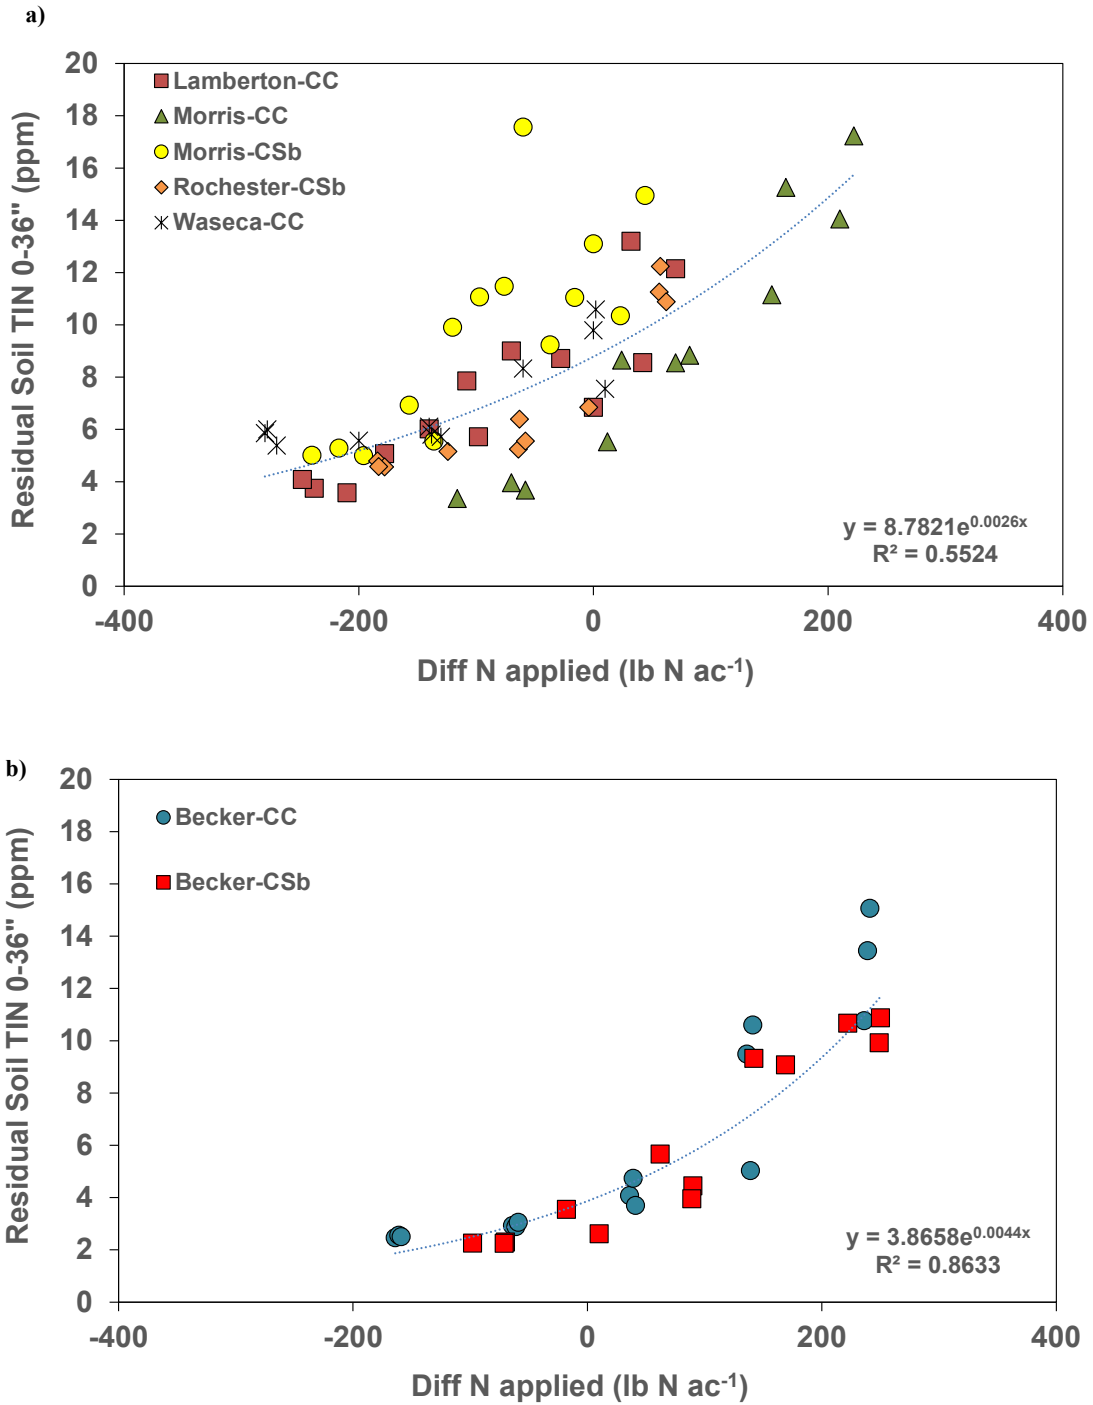 a)
20
18
16
14
12
10
8
6
4
2
0
Residual Soil TIN 0-36" (ppm)
Lamberton-CC
Morris-CC
Morris-CSb
Rochester-CSb
Waseca-CC
y = 8.7821e^0.0026x
R² = 0.5524
-400 -200 0 200 400
Diff N applied (lb N ac⁻¹)
b)
20
18
16
14
12
10
8
6
4
2
0
Residual Soil TIN 0-36" (ppm)
Becker-CC
Becker-CSb
y = 3.8658e^0.0044x
R² = 0.8633
-400 -200 0 200 400
Diff N applied (lb N ac⁻¹)